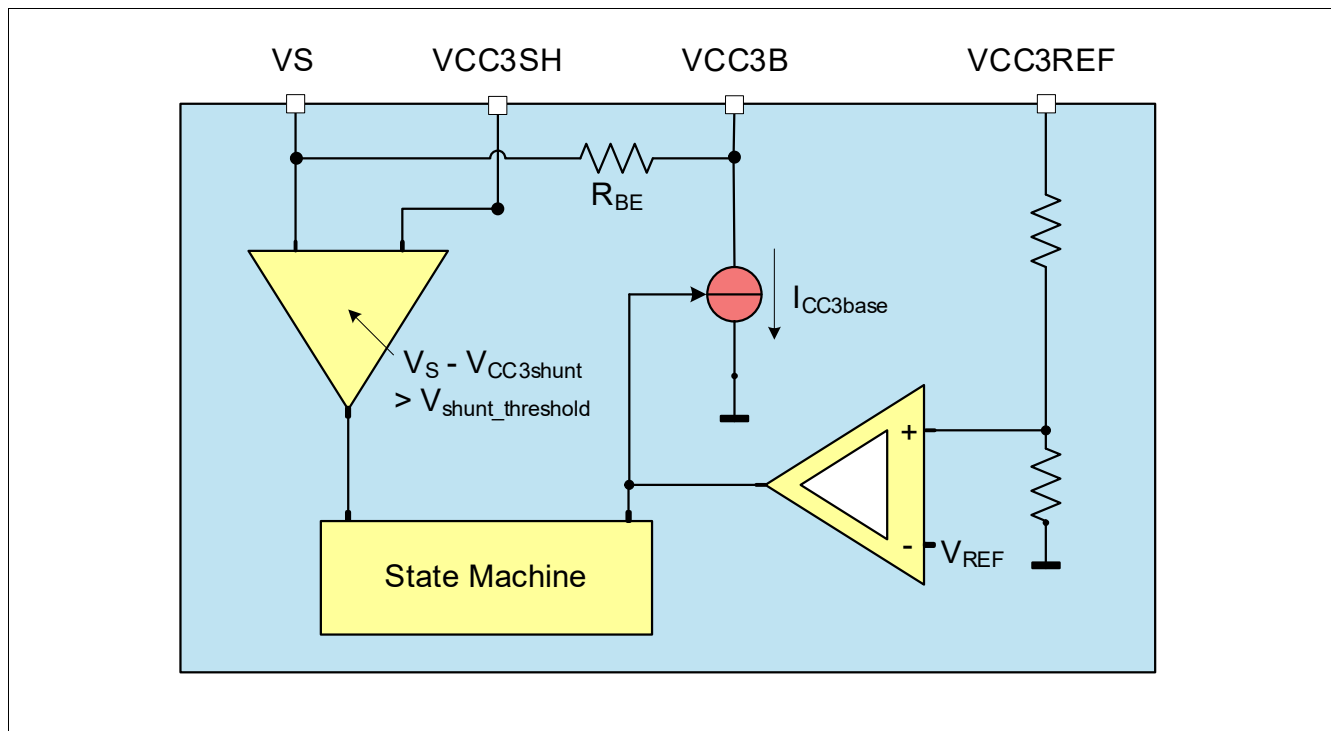 VS
VCC3SH
VCC3B
VCC3REF
RBE
ICC3base
VS - VCC3shunt
> Vshunt_threshold
+
-
VREF
State Machine